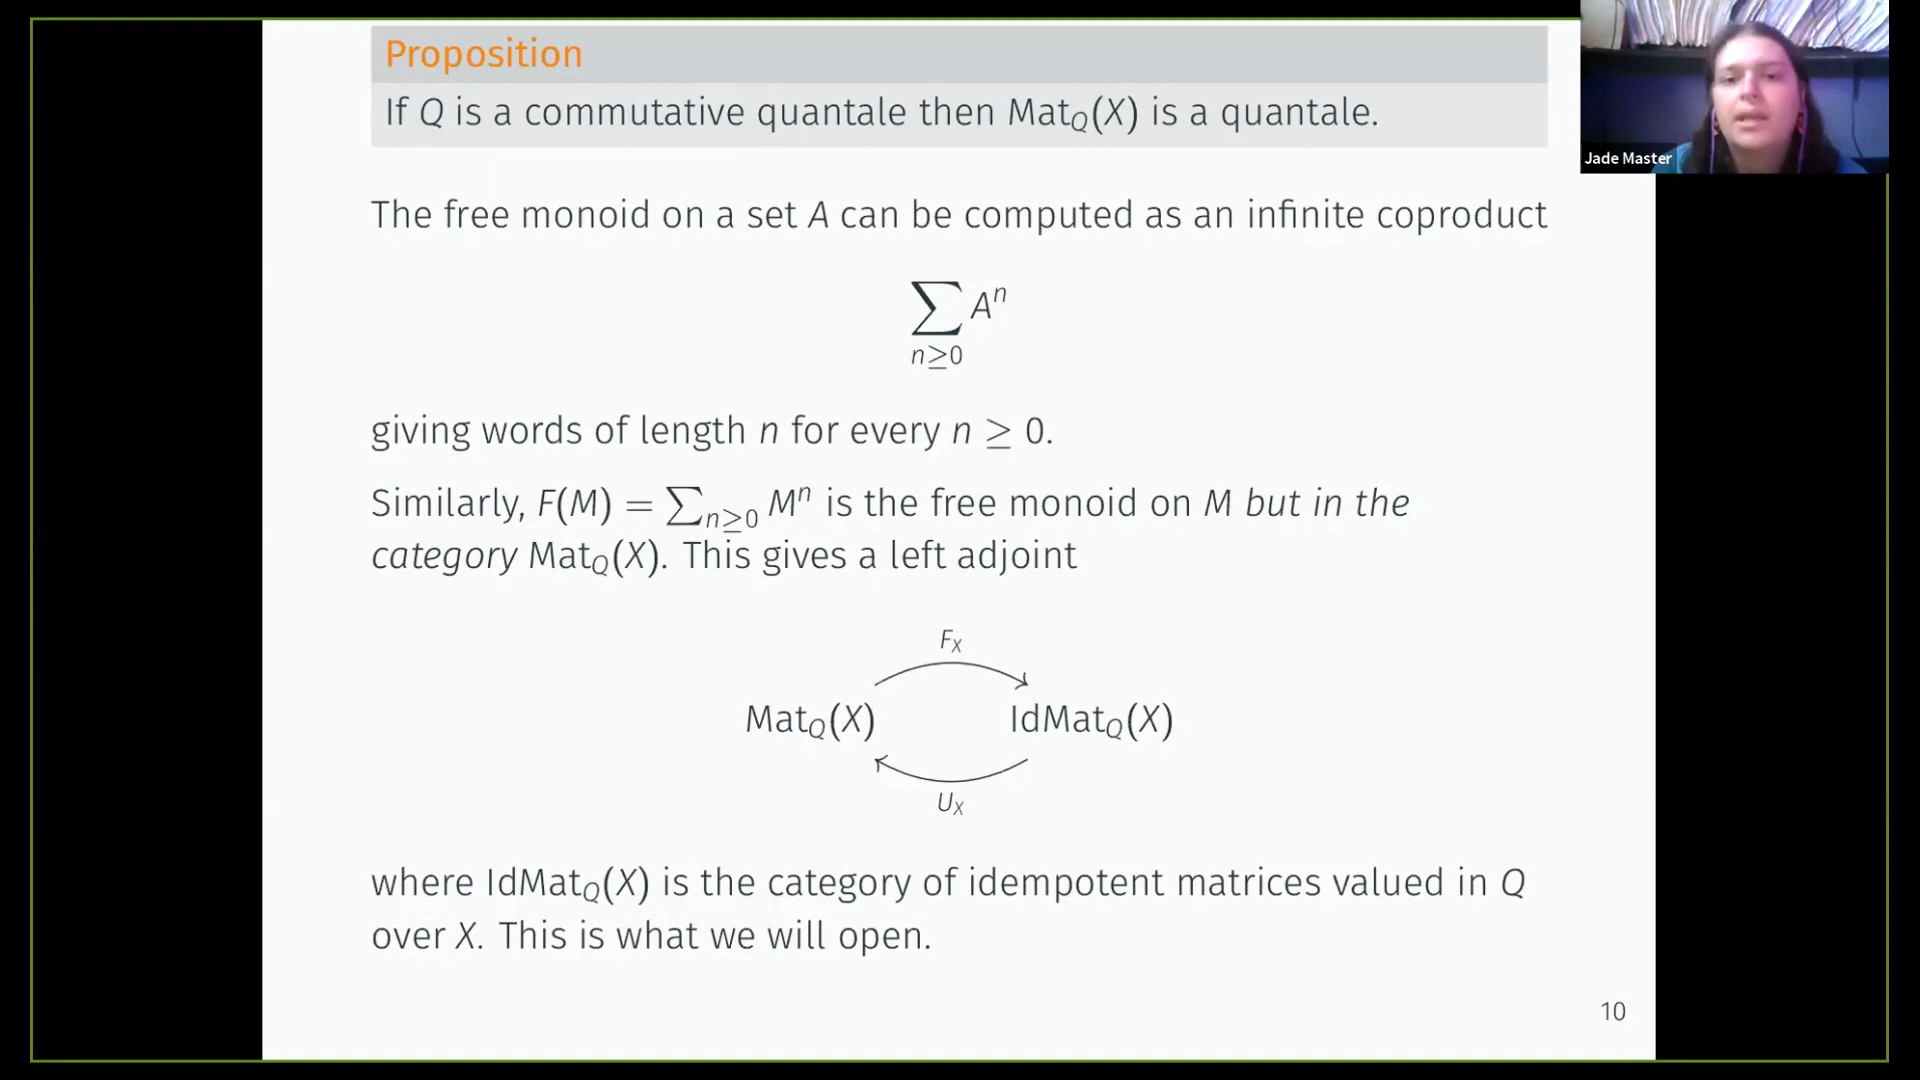 Proposition
If Q is a commutative quantale then Mat_Q(X) is a quantale.
Jade Master
The free monoid on a set A can be computed as an infinite coproduct
∑_{n≥0} A^n
giving words of length n for every n ≥ 0.
Similarly, F(M) = ∑_{n≥0} M^n is the free monoid on M but in the
category Mat_Q(X). This gives a left adjoint
F_X
Mat_Q(X) IdMat_Q(X)
U_X
where IdMat_Q(X) is the category of idempotent matrices valued in Q
over X. This is what we will open.
10